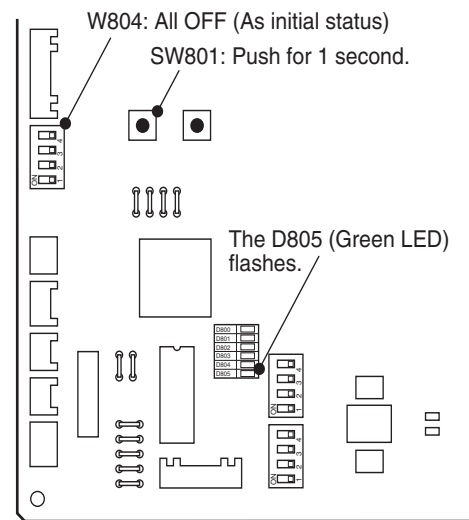 W804: All OFF (As initial status)
SW801: Push for 1 second.
4
3
2
1
ON
The D805 (Green LED)
flashes.
D800
D801
D802
D803
D804
D805
4
3
2
1
ON
4
3
2
1
ON